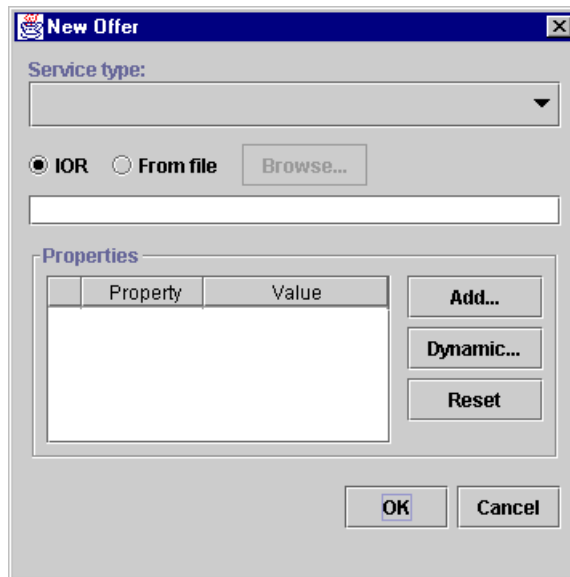 New Offer
Service type:
IOR From file Browse...
Properties
Property Value
Add...
Dynamic...
Reset
OK Cancel